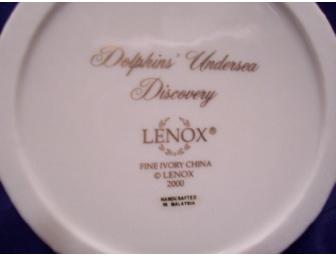 Dolphins' Undersea
Discovery
LENOX®
FINE IVORY CHINA
© LENOX
2000
HANDCRAFTED
IN MALAYSIA